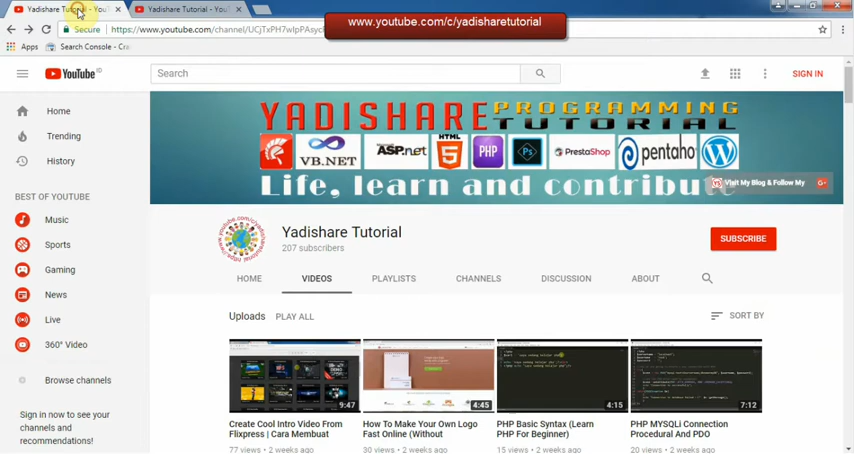 Yadishare Tutorial - You
Yadishare Tutorial - You
www.youtube.com/c/yadisharetutorial
Secure
https://www.youtube.com/channel/
Apps
Search Console - Cra
YouTube ID
Search
SIGN IN
Home
Trending
History
BEST OF YOUTUBE
Music
Sports
Gaming
News
Live
360° Video
Browse channels
Sign in now to see your
channels and
recommendations!
YADISHARE PROGRAMMING
TUTORIAL
VB.NET ASP.net HTML 5 PHP Ps PRESTASHOP pentaho
Life, learn and contribute
Visit My Blog & Follow My G+
Yadishare Tutorial
207 subscribers
SUBSCRIBE
HOME VIDEOS PLAYLISTS CHANNELS DISCUSSION ABOUT
Uploads PLAY ALL
SORT BY
9:47
4:45
4:15
7:12
Create Cool Intro Video From
Flixpress | Cara Membuat
77 views • 2 weeks ago
How To Make Your Own Logo
Fast Online (Without
30 views • 2 weeks ago
PHP Basic Syntax (Learn
PHP For Beginner)
PHP MYSQLi Connection
Procedural And PDO
20 views • 2 weeks ago